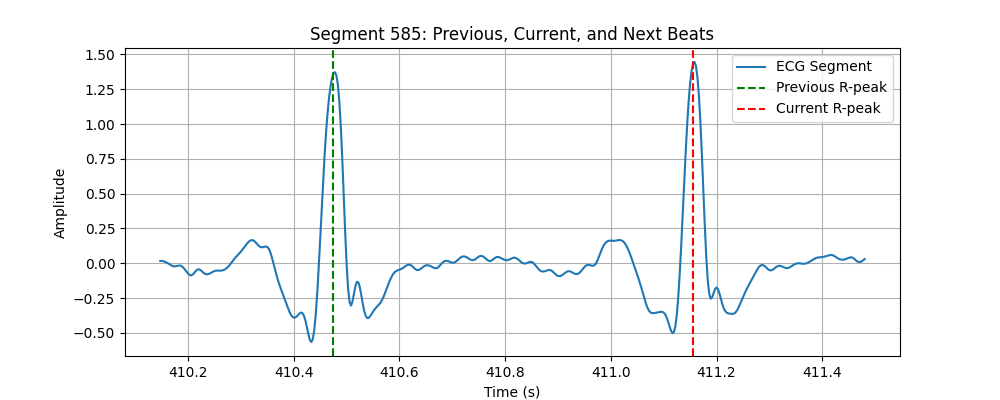 Segment 585: Previous, Current, and Next Beats
1.50
1.25
1.00
0.75
0.50
0.25
0.00
−0.25
−0.50
Amplitude
ECG Segment
Previous R-peak
Current R-peak
410.2 410.4 410.6 410.8 411.0 411.2 411.4
Time (s)